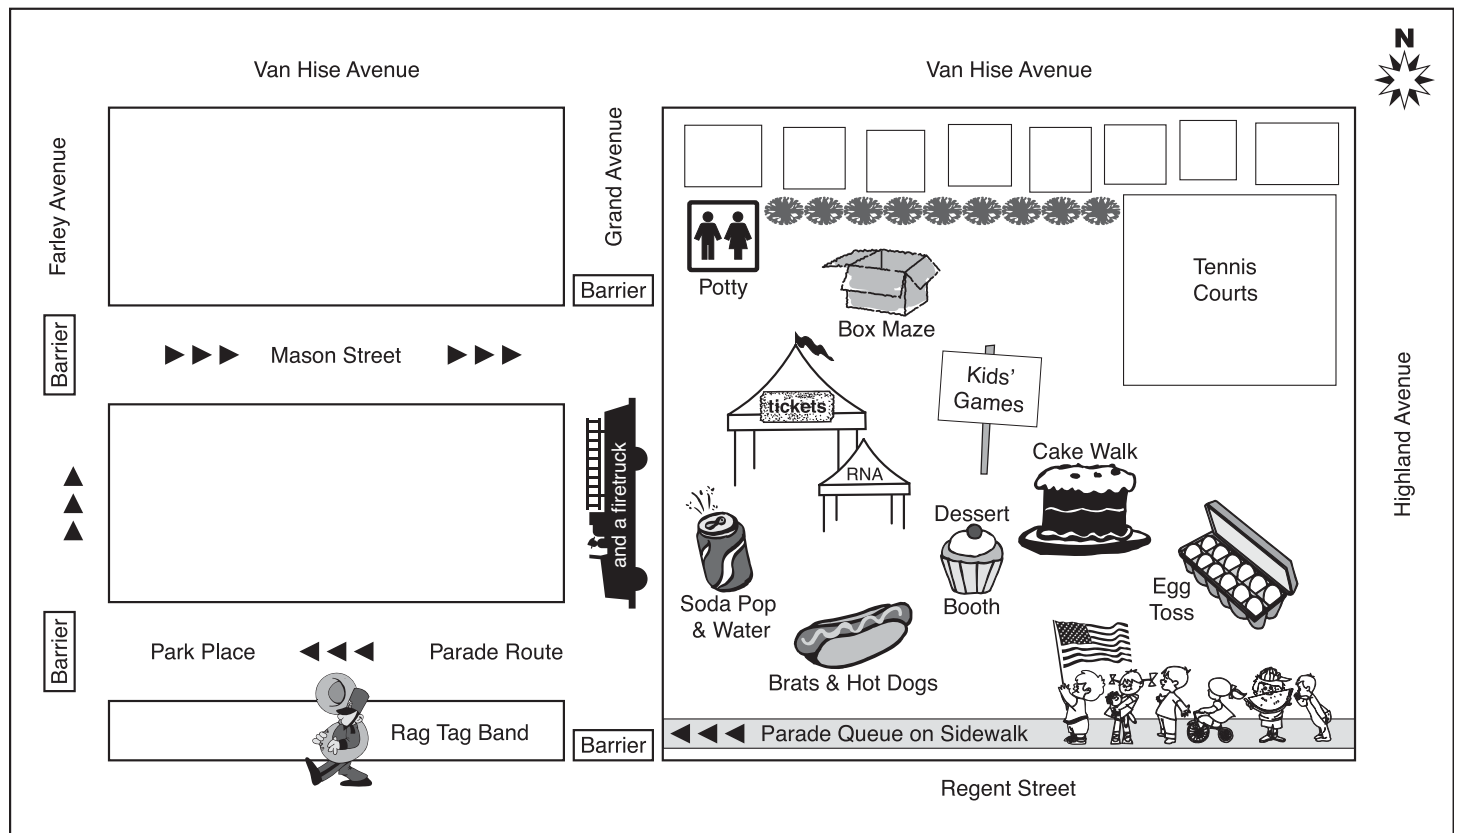 N
Van Hise Avenue
Van Hise Avenue
Farley Avenue
Grand Avenue
Tennis
Courts
Potty
Barrier
Box Maze
Barrier
Mason Street
Kids'
Games
tickets
Highland Avenue
Cake Walk
RNA
and a firetruck
Dessert
Booth
Egg
Toss
Soda Pop
& Water
Barrier
Park Place
Parade Route
Brats & Hot Dogs
Rag Tag Band
Barrier
Parade Queue on Sidewalk
Regent Street